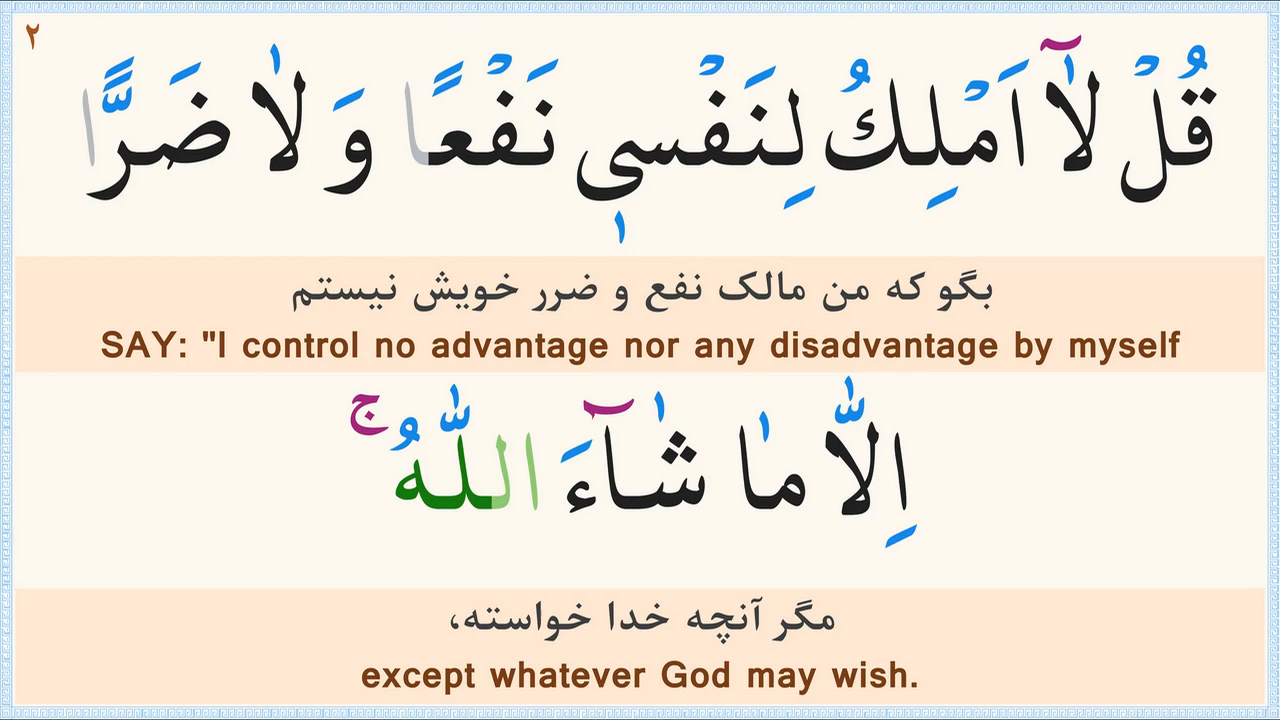 ٢
قُلْ لَآ اَمْلِكُ لِنَفْسٖى نَفْعًا وَ لَا ضَرًّا
بگو که من مالک نفع و ضرر خویش نیستم
SAY: "I control no advantage nor any disadvantage by myself
اِلَّا مَا شَآءَ اللّٰهُ ۚ
مگر آنچه خدا خواسته،
except whatever God may wish.